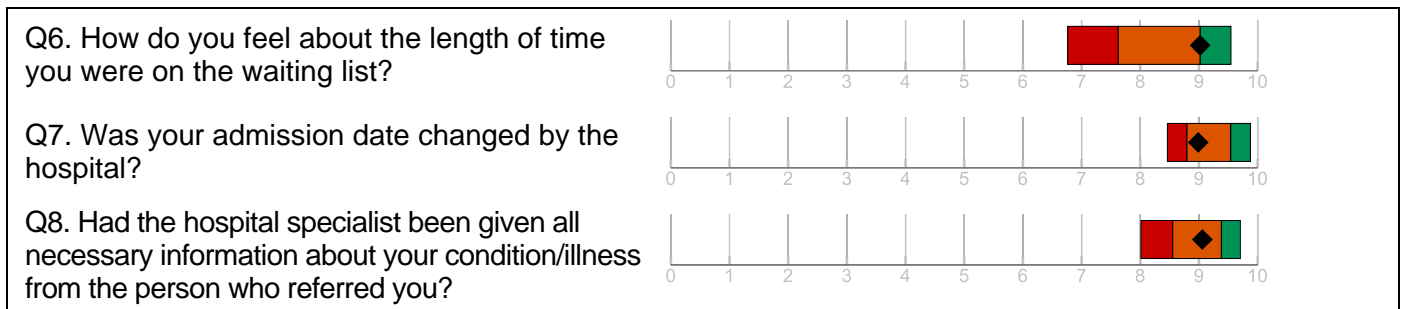 Q6. How do you feel about the length of time
you were on the waiting list?
0 1 2 3 4 5 6 7 8 9 10
Q7. Was your admission date changed by the
hospital?
0 1 2 3 4 5 6 7 8 9 10
Q8. Had the hospital specialist been given all
necessary information about your condition/illness
from the person who referred you?
0 1 2 3 4 5 6 7 8 9 10